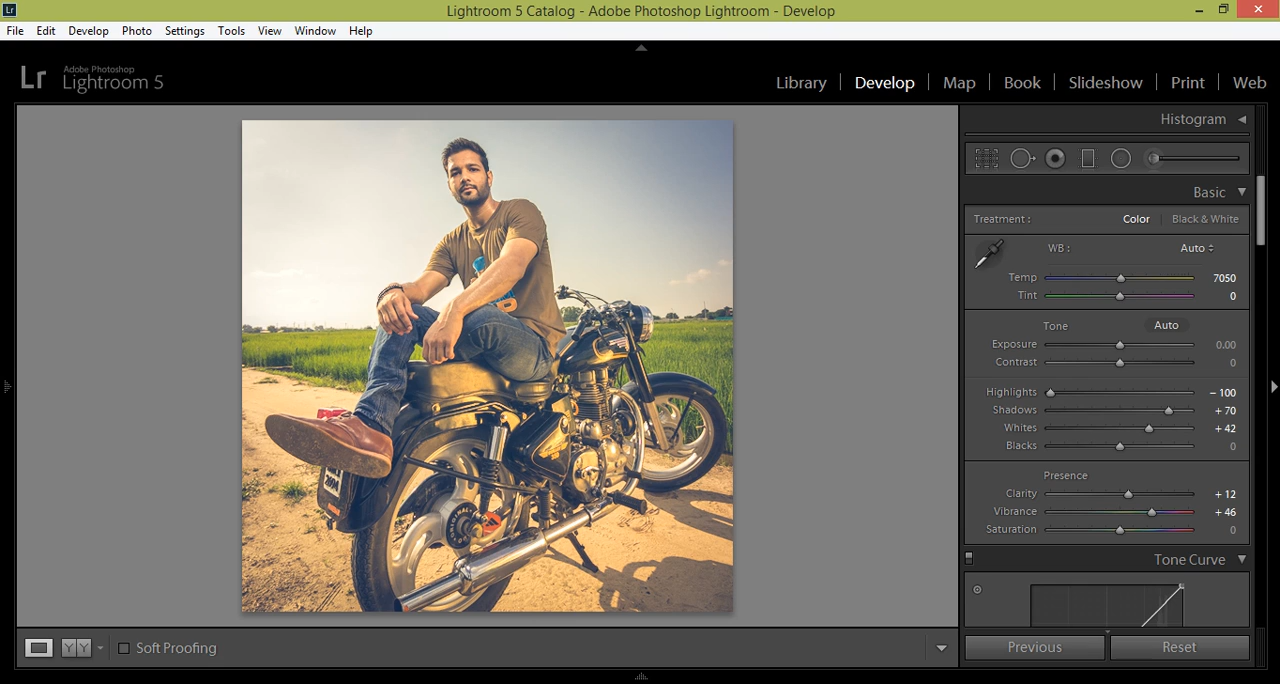 Lr
Lightroom 5 Catalog - Adobe Photoshop Lightroom - Develop
File Edit Develop Photo Settings Tools View Window Help
Lr
Adobe Photoshop
Lightroom 5
Library Develop Map Book Slideshow Print Web
Histogram
Basic
Treatment : Color Black & White
WB : Auto
Temp 7050
Tint 0
Tone Auto
Exposure 0.00
Contrast 0
Highlights – 100
Shadows + 70
Whites + 42
Blacks 0
Presence
Clarity + 12
Vibrance + 46
Saturation 0
Tone Curve
ORIGINAL
YY Soft Proofing
Previous Reset